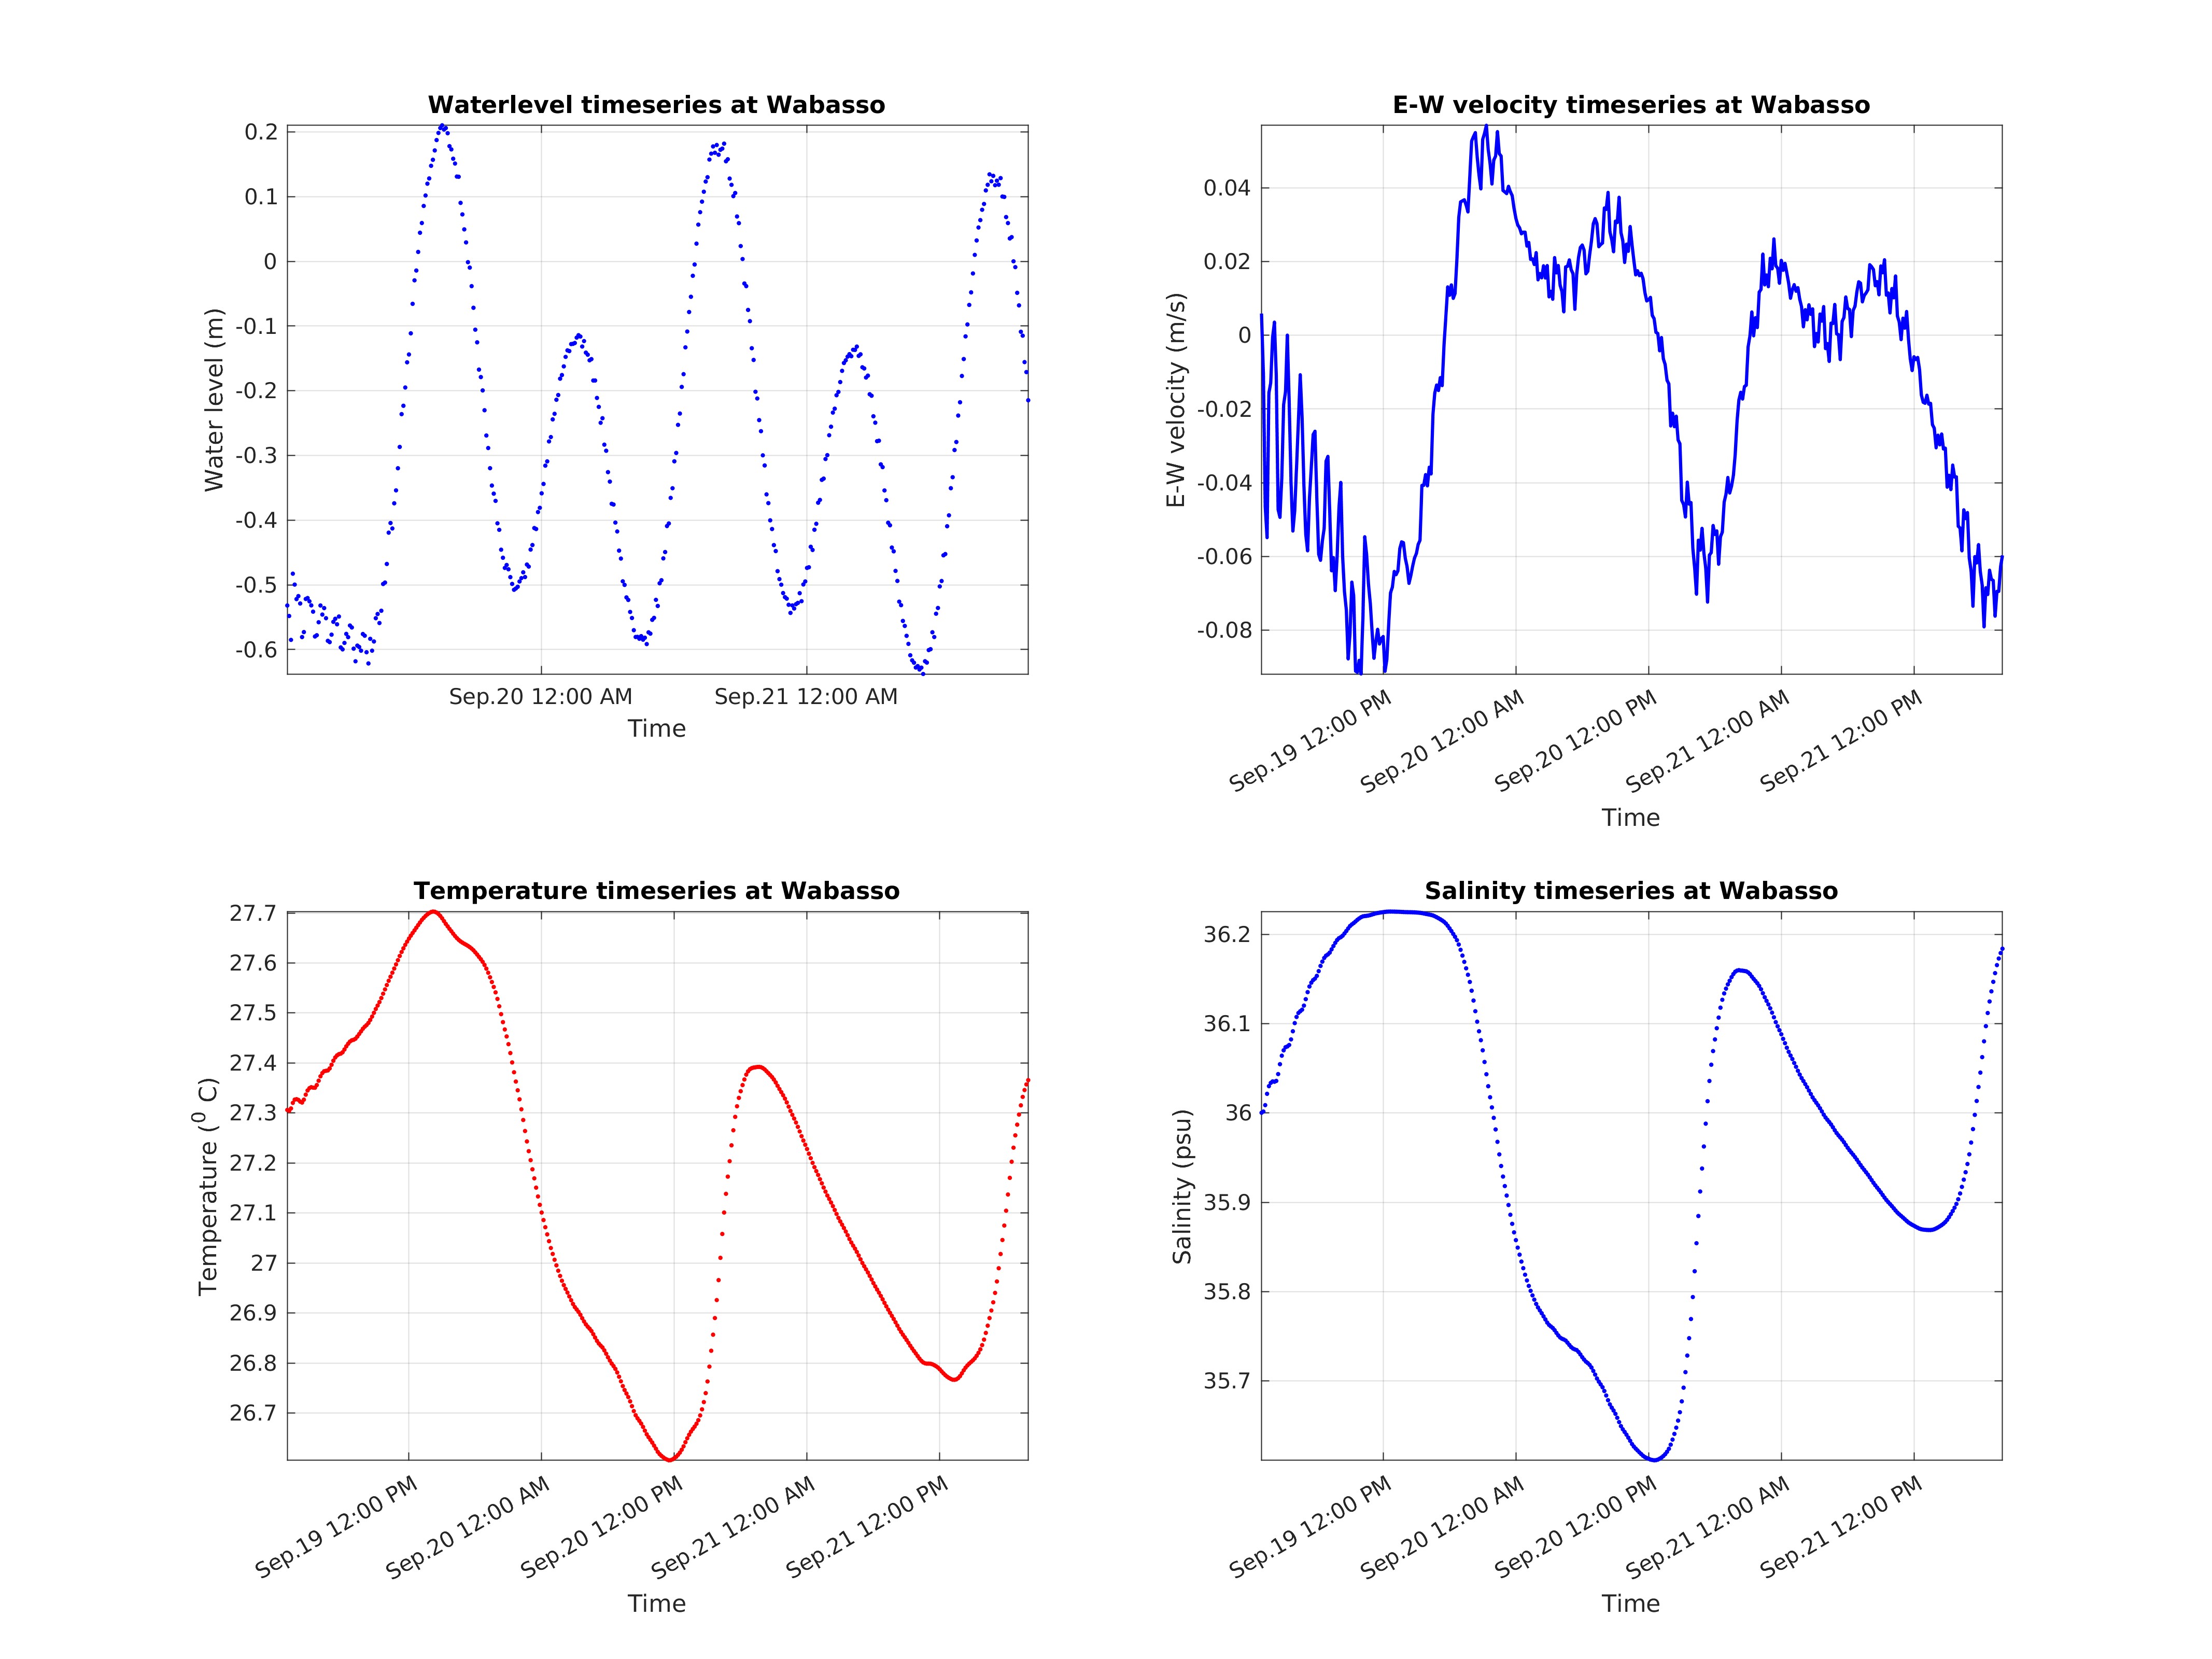 Waterlevel timeseries at Wabasso
0.2
0.1
0
-0.1
-0.2
-0.3
-0.4
-0.5
-0.6
Water level (m)
Sep.20 12:00 AM
Sep.21 12:00 AM
Time
E-W velocity timeseries at Wabasso
0.04
0.02
0
-0.02
-0.04
-0.06
-0.08
E-W velocity (m/s)
Sep.19 12:00 PM
Sep.20 12:00 AM
Sep.20 12:00 PM
Sep.21 12:00 AM
Sep.21 12:00 PM
Time
Temperature timeseries at Wabasso
27.7
27.6
27.5
27.4
27.3
27.2
27.1
27
26.9
26.8
26.7
Temperature (⁰ C)
Sep.19 12:00 PM
Sep.20 12:00 AM
Sep.20 12:00 PM
Sep.21 12:00 AM
Sep.21 12:00 PM
Time
Salinity timeseries at Wabasso
36.2
36.1
36
35.9
35.8
35.7
Salinity (psu)
Sep.19 12:00 PM
Sep.20 12:00 AM
Sep.20 12:00 PM
Sep.21 12:00 AM
Sep.21 12:00 PM
Time